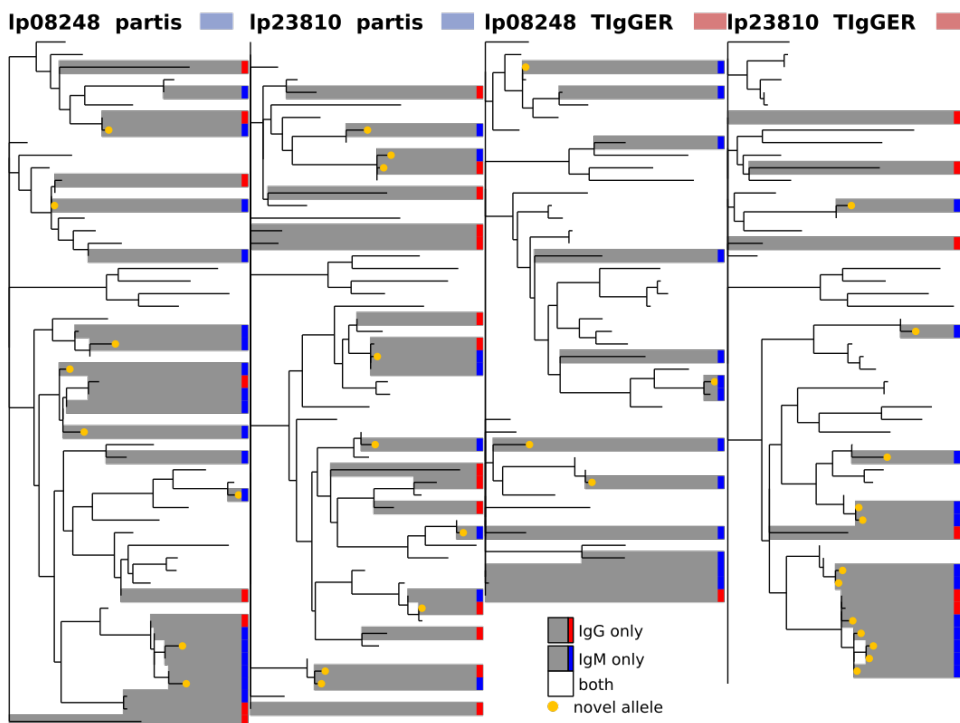 lp08248 partis
lp23810 partis
lp08248 TIgGER
lp23810 TIgGER
IgG only
IgM only
both
novel allele